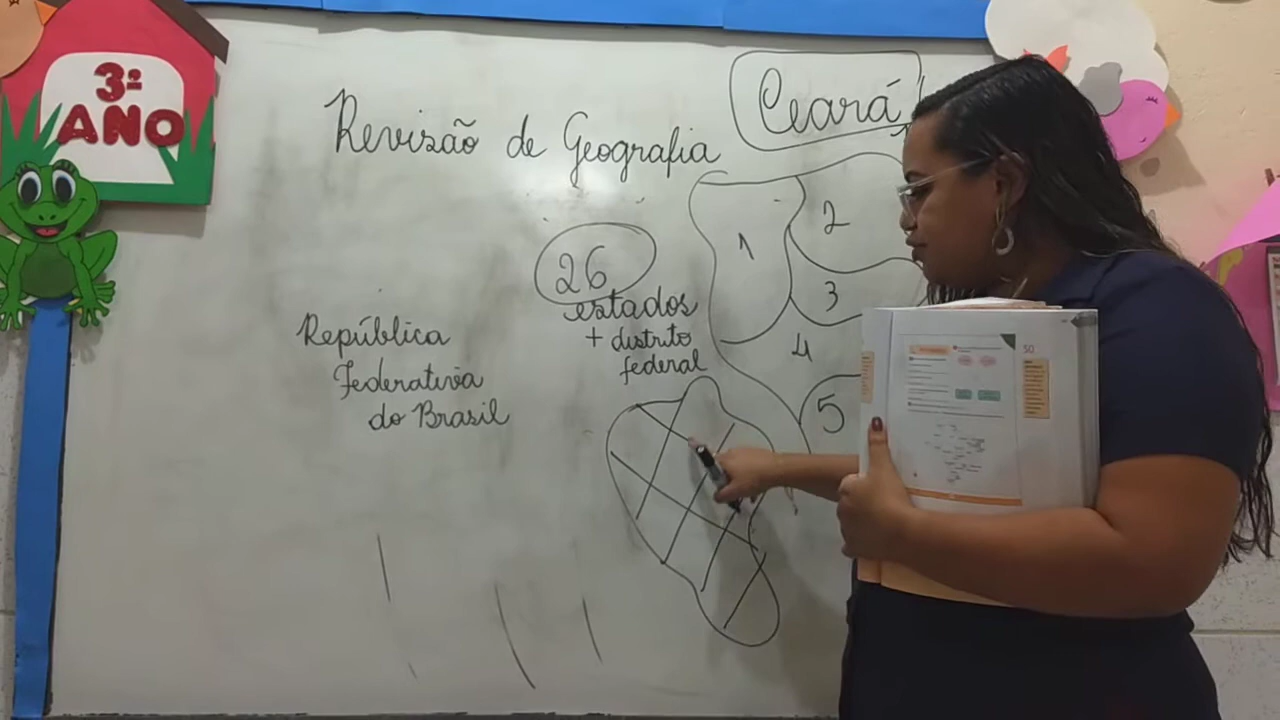 3º
ANO
Revisão de Geografia
Ceará
26
estados
+ distrito
federal
República
Federativa
do Brasil
1
2
3
4
5
50